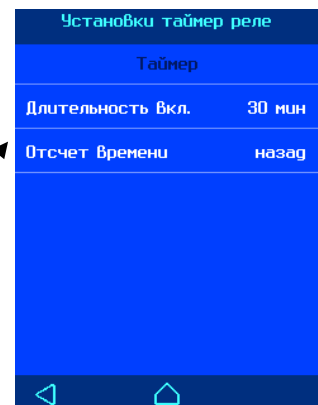 Установки таймер реле
Таймер
Длительность Вкл. 30 мин
Отсчет Времени назад